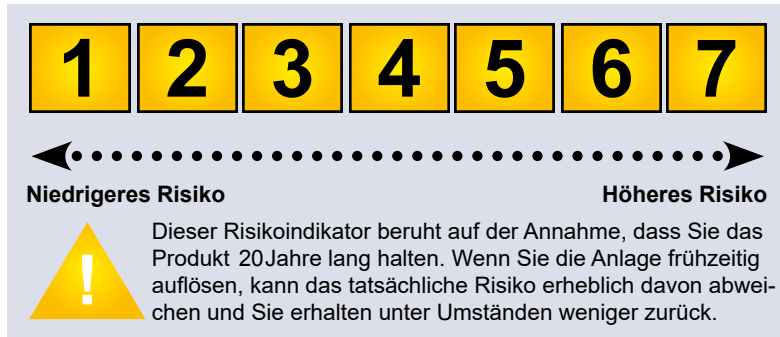 1 2 3 4 5 6 7
Niedrigeres Risiko Höheres Risiko
! Dieser Risikoindikator beruht auf der Annahme, dass Sie das
Produkt 20 Jahre lang halten. Wenn Sie die Anlage frühzeitig
auflösen, kann das tatsächliche Risiko erheblich davon abwei-
chen und Sie erhalten unter Umständen weniger zurück.